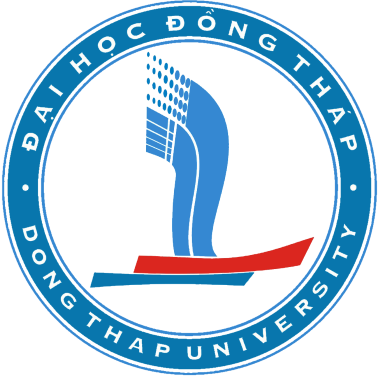 ĐẠI HỌC ĐỒNG THÁP
DONG THAP UNIVERSITY